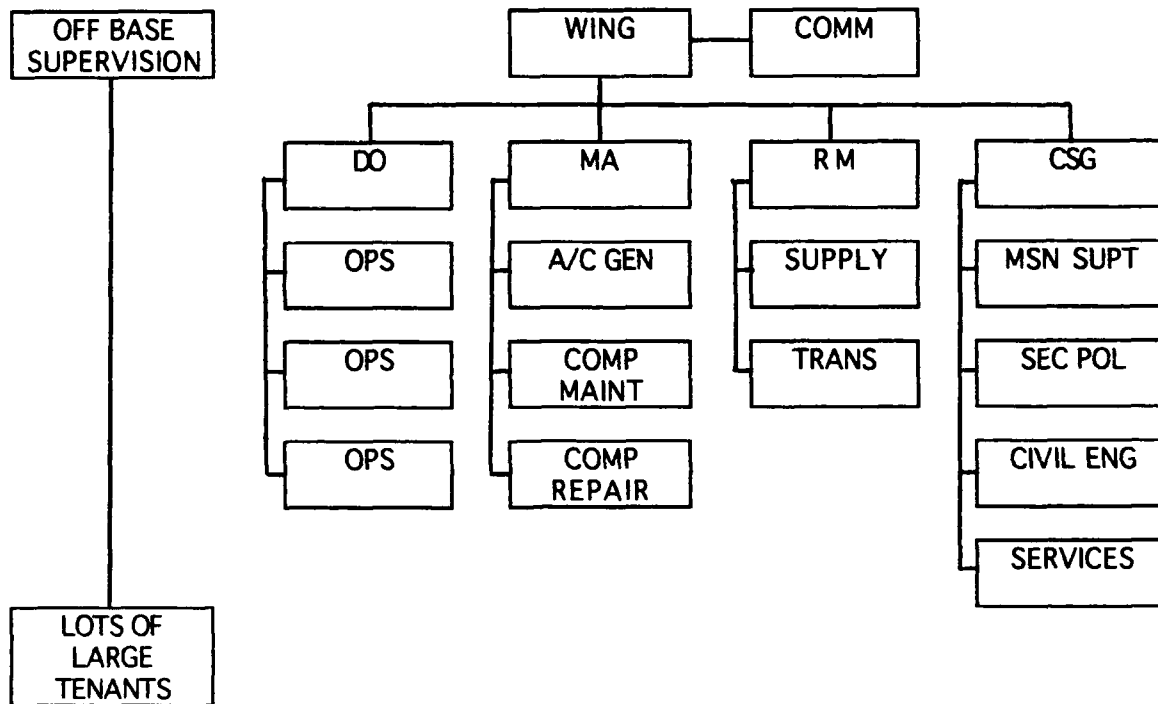 OFF BASE
SUPERVISION
WING
COMM
DO
MA
RM
CSG
OPS
A/C GEN
SUPPLY
MSN SUPT
OPS
COMP
MAINT
TRANS
SEC POL
OPS
COMP
REPAIR
CIVIL ENG
SERVICES
LOTS OF
LARGE
TENANTS